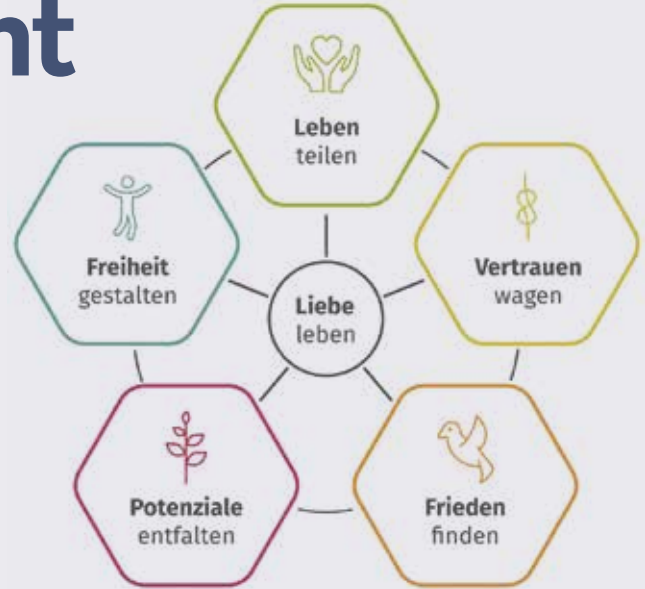 nt
Leben
teilen
Freiheit
gestalten
Vertrauen
wagen
Liebe
leben
Potenziale
entfalten
Frieden
finden